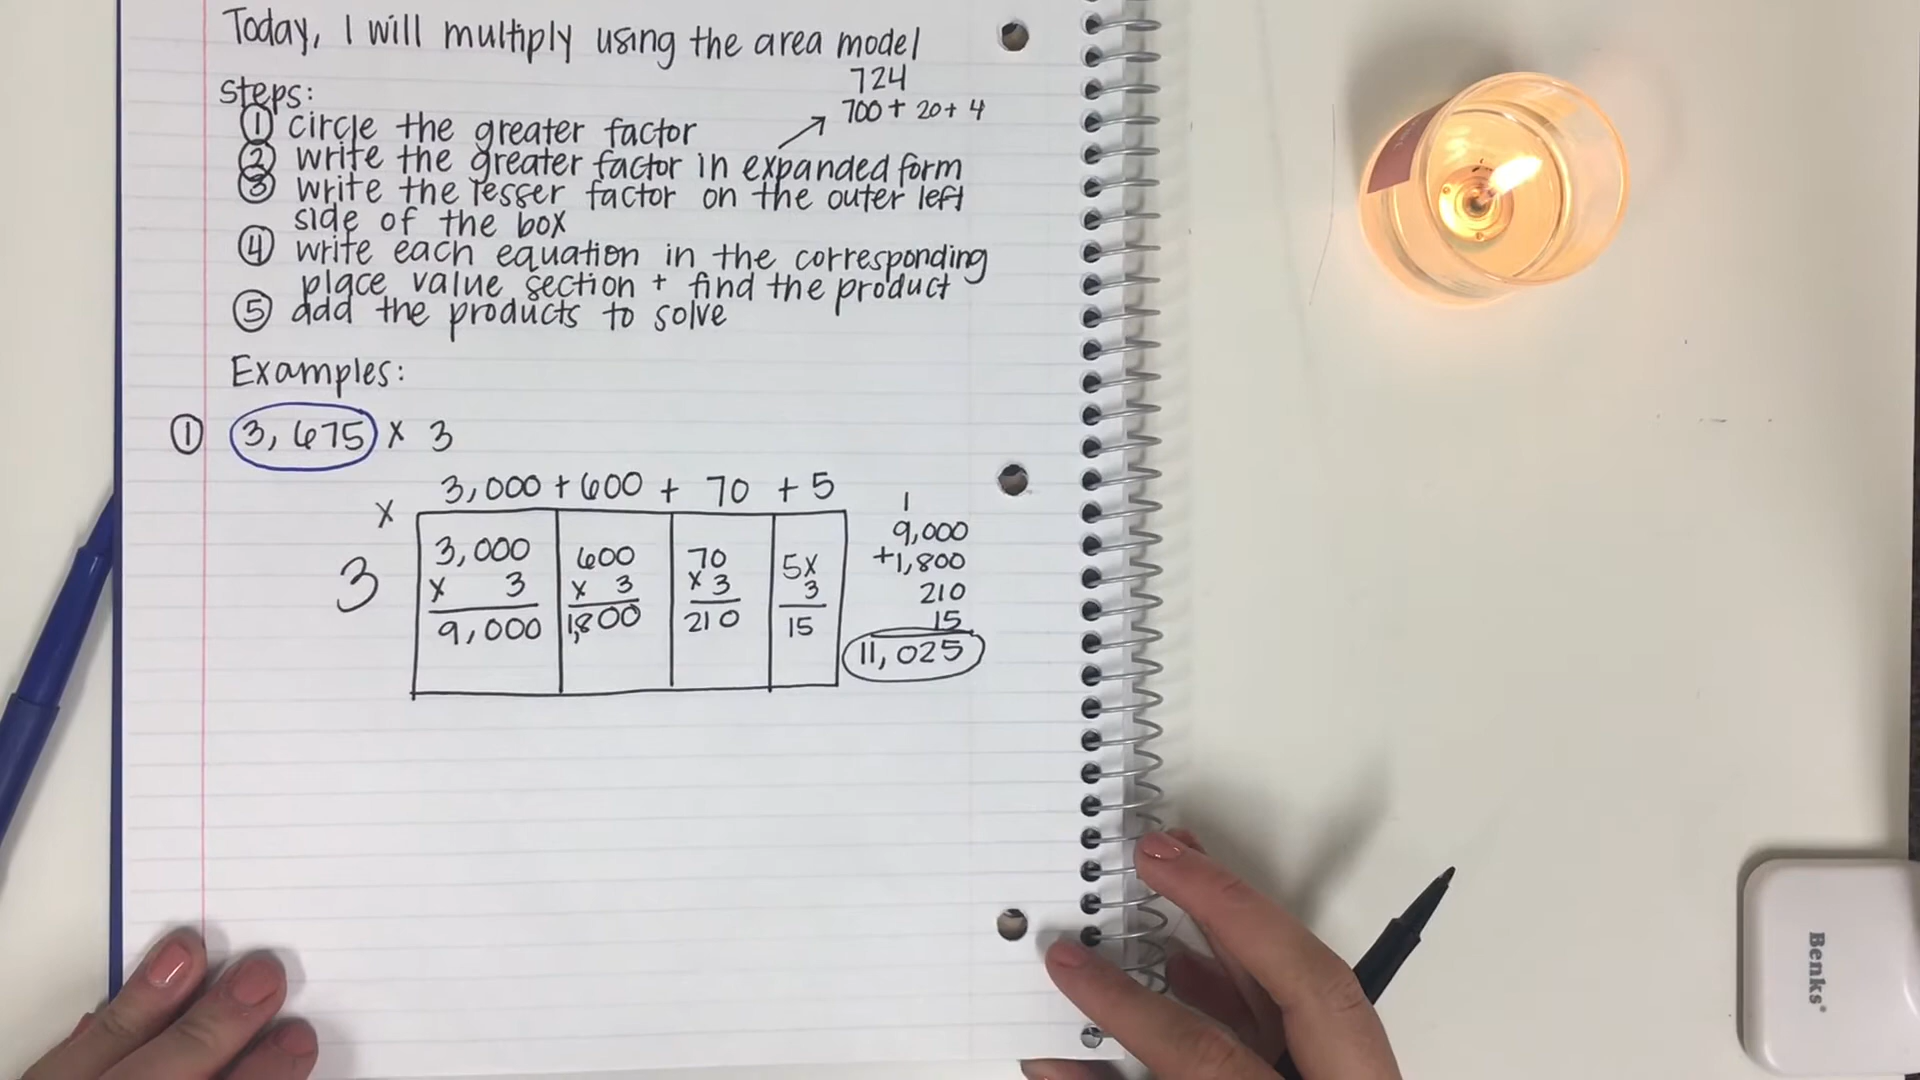 Today, I will multiply using the area model
724
700 + 20 + 4
steps:
① circle the greater factor
② write the greater factor in expanded form
③ write the lesser factor on the outer left
side of the box
④ write each equation in the corresponding
place value section + find the product
⑤ add the products to solve
Examples:
① 3,675 x 3
3,000 + 600 + 70 + 5
x
3
3,000
x 3
9,000
600
x 3
1,800
70
x 3
210
5x
3
15
1
9,000
+1,800
210
15
11,025
Benks®